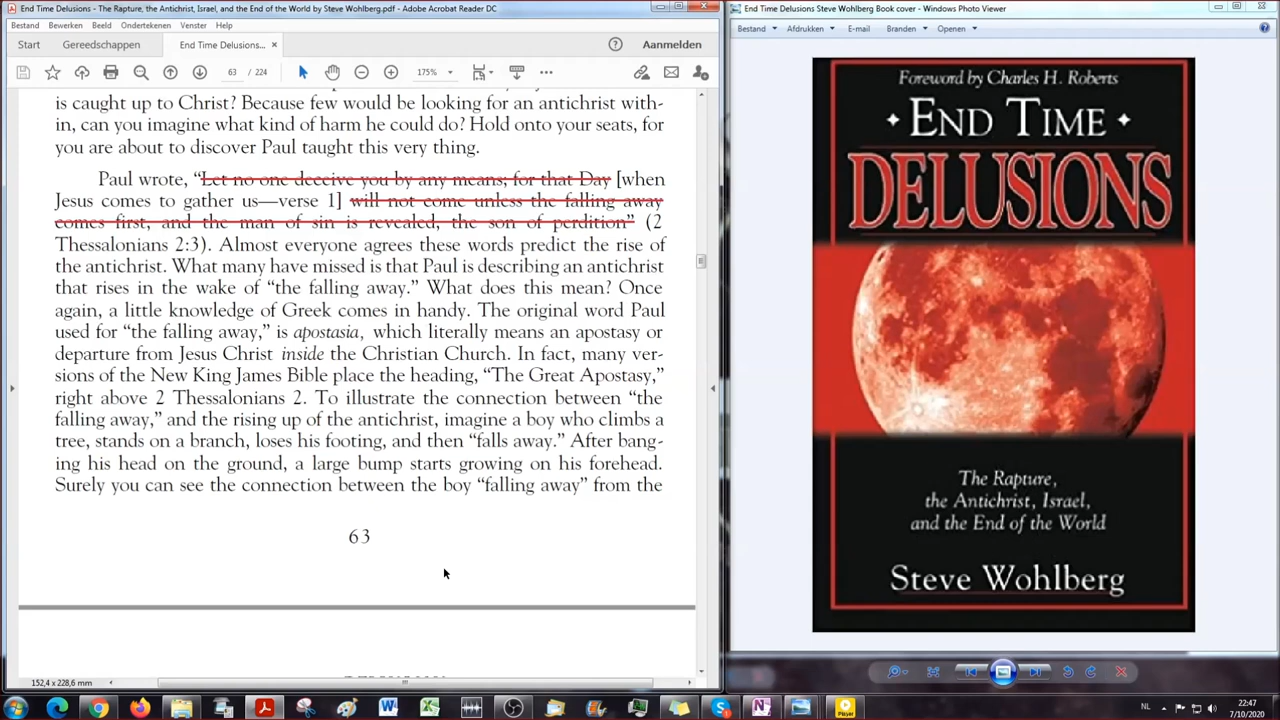 End Time Delusions - The Rapture, the Antichrist, Israel, and the End of the World by Steve Wohlberg.pdf - Adobe Acrobat Reader DC
Bestand Bewerken Beeld Ondertekenen Venster Help
Start Gereedschappen End Time Delusions... × Aanmelden
63 / 224 175%
is caught up to Christ? Because few would be looking for an antichrist with-
in, can you imagine what kind of harm he could do? Hold onto your seats, for
you are about to discover Paul taught this very thing.
Paul wrote, “Let no one deceive you by any means; for that Day [when
Jesus comes to gather us—verse 1] will not come unless the falling away
comes first, and the man of sin is revealed, the son of perdition” (2
Thessalonians 2:3). Almost everyone agrees these words predict the rise of
the antichrist. What many have missed is that Paul is describing an antichrist
that rises in the wake of “the falling away.” What does this mean? Once
again, a little knowledge of Greek comes in handy. The original word Paul
used for “the falling away,” is apostasia, which literally means an apostasy or
departure from Jesus Christ inside the Christian Church. In fact, many ver-
sions of the New King James Bible place the heading, “The Great Apostasy,”
right above 2 Thessalonians 2. To illustrate the connection between “the
falling away,” and the rising up of the antichrist, imagine a boy who climbs a
tree, stands on a branch, loses his footing, and then “falls away.” After bang-
ing his head on the ground, a large bump starts growing on his forehead.
Surely you can see the connection between the boy “falling away” from the
63
152,4 x 228,6 mm
End Time Delusions Steve Wohlberg Book cover - Windows Photo Viewer
Bestand Afdrukken E-mail Branden Openen
Foreword by Charles H. Roberts
END TIME
DELUSIONS
The Rapture,
the Antichrist, Israel,
and the End of the World
Steve Wohlberg
NL
22:47
7/10/2020